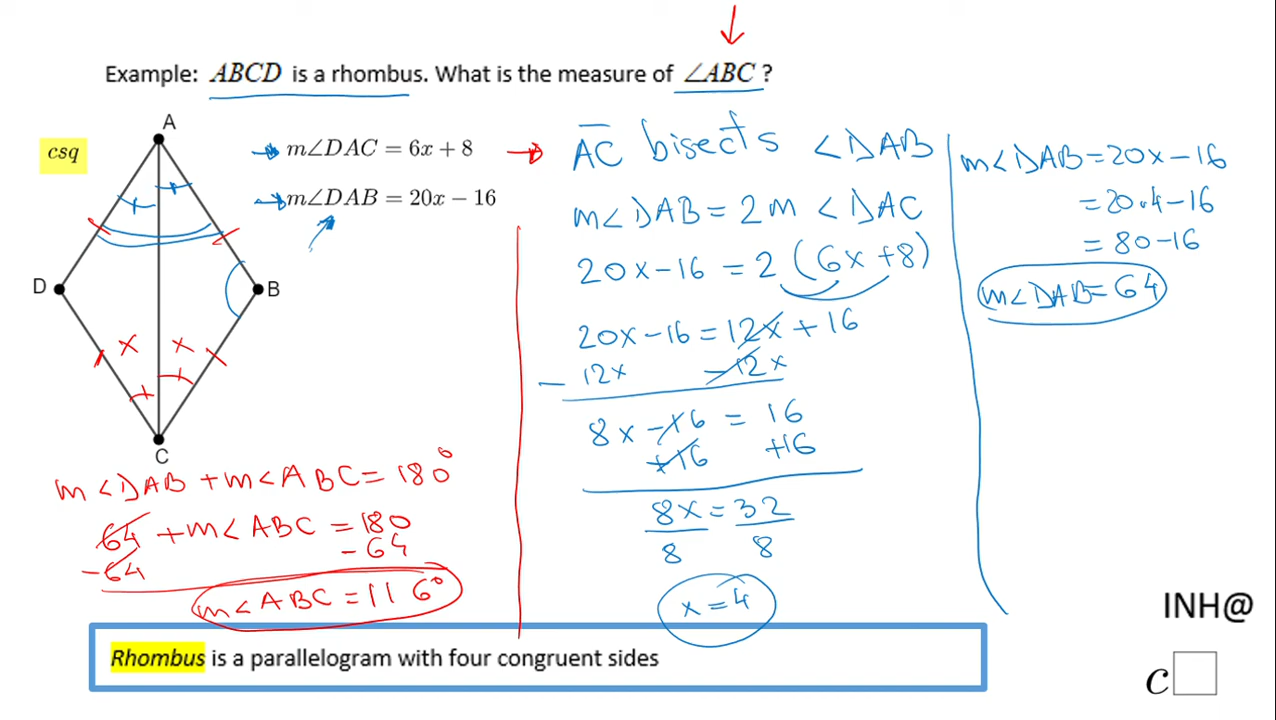 Example: ABCD is a rhombus. What is the measure of ∠ABC ?
csq
A
D
B
C
m∠DAC = 6x + 8
m∠DAB = 20x − 16
AC bisects <DAB
m<DAB = 2m <DAC
20x-16 = 2 (6x+8)
20x-16 = 12x + 16
- 12x -12x
8x -16 = 16
+16 +16
8x = 32
8 8
x = 4
m<DAB = 20x-16
= 20.4-16
= 80-16
m<DAB = 64
m<DAB + m<ABC = 180°
64 + m<ABC = 180
-64 -64
m<ABC = 116°
Rhombus is a parallelogram with four congruent sides
INH@
c